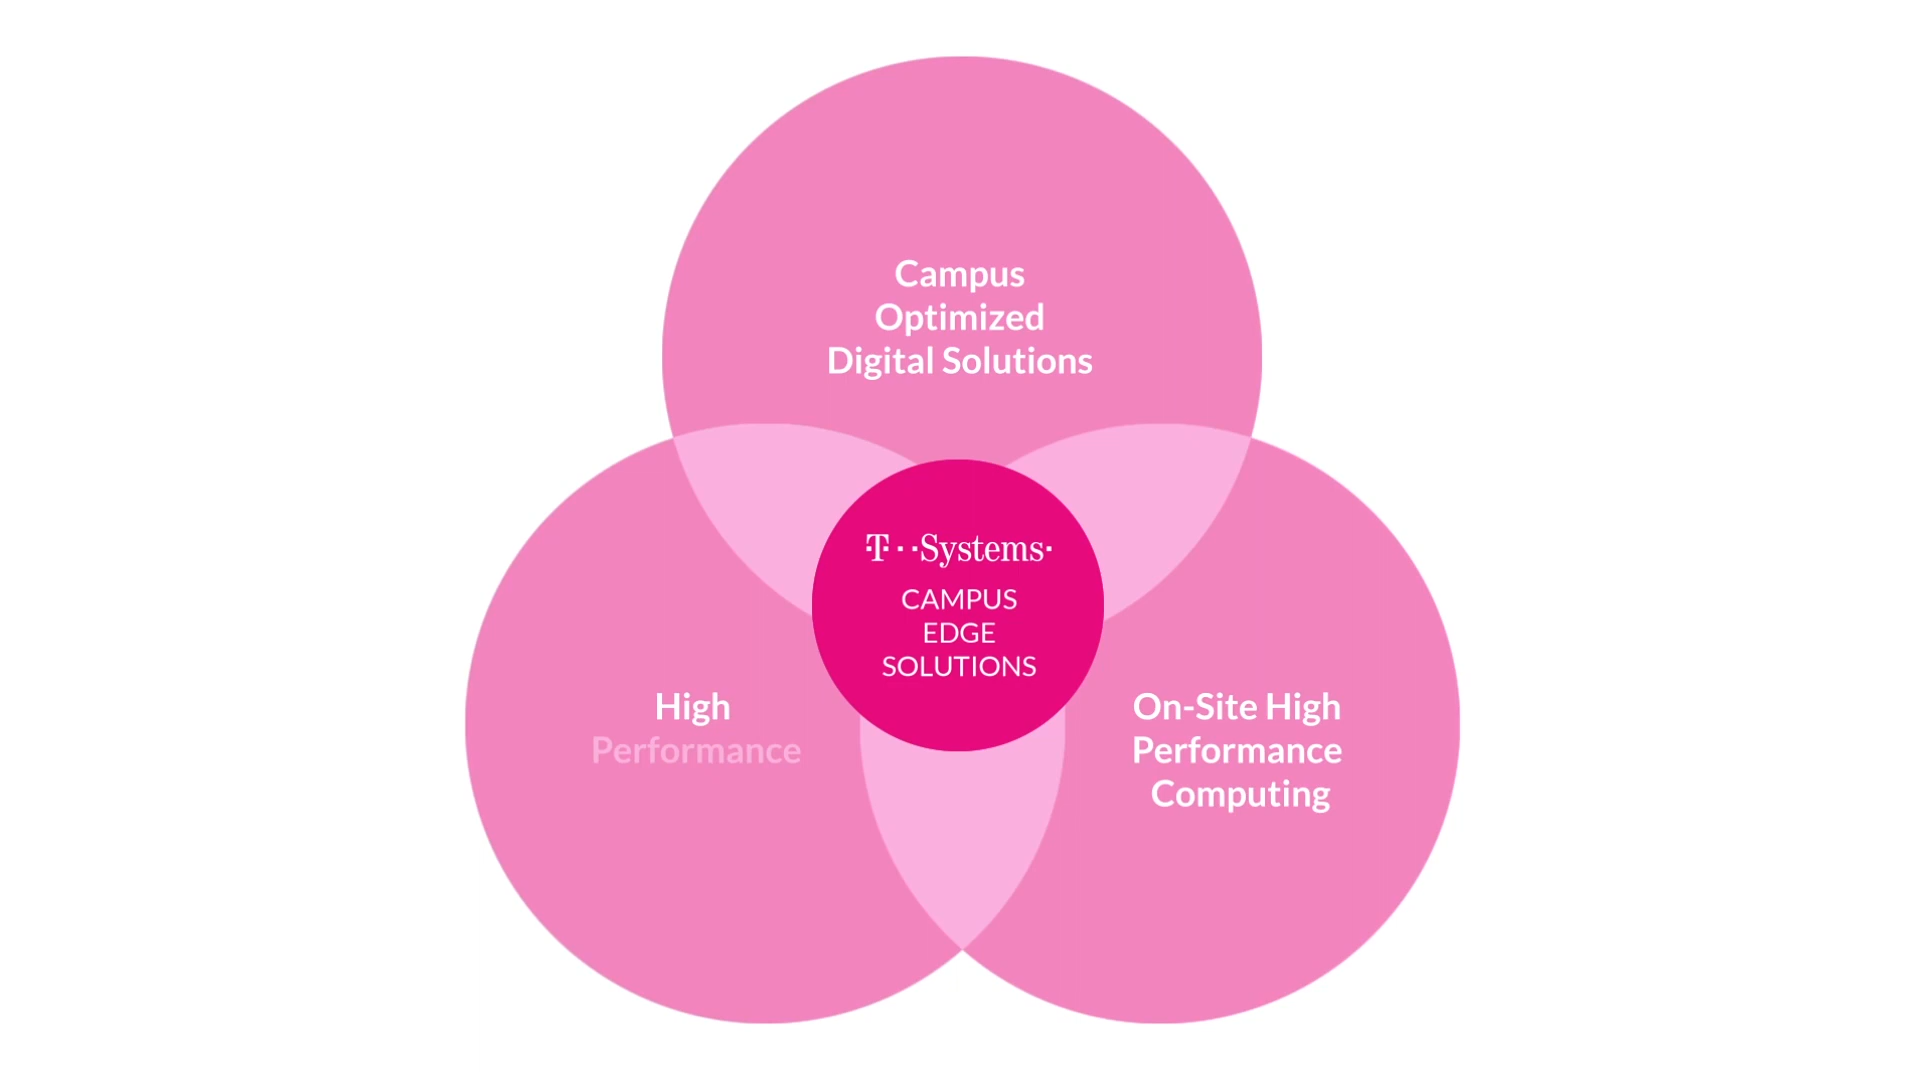 Campus
Optimized
Digital Solutions
T··Systems·
CAMPUS
EDGE
SOLUTIONS
High
Performance
On-Site High
Performance
Computing